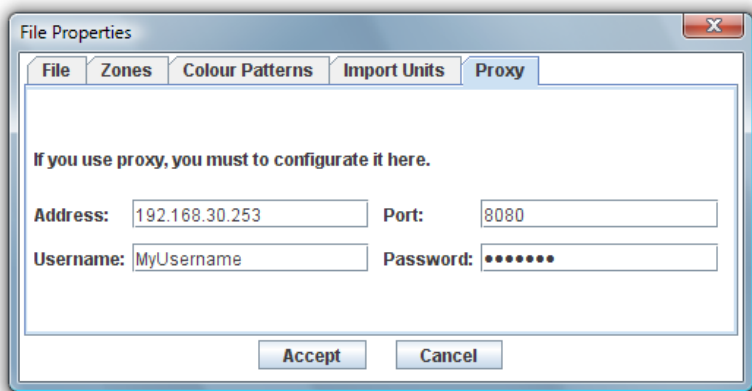 File Properties
File Zones Colour Patterns Import Units Proxy
If you use proxy, you must to configurate it here.
Address: 192.168.30.253 Port: 8080
Username: MyUsername Password: •••••••
Accept Cancel